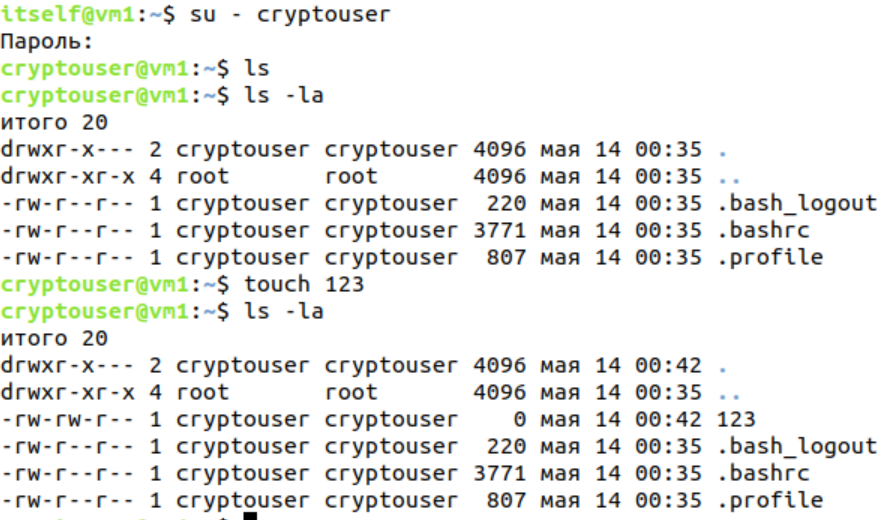 itself@vm1:~$ su - cryptouser
Пароль:
cryptouser@vm1:~$ ls
cryptouser@vm1:~$ ls -la
итого 20
drwxr-x--- 2 cryptouser cryptouser 4096 мая 14 00:35 .
drwxr-xr-x 4 root       root       4096 мая 14 00:35 ..
-rw-r--r-- 1 cryptouser cryptouser  220 мая 14 00:35 .bash_logout
-rw-r--r-- 1 cryptouser cryptouser 3771 мая 14 00:35 .bashrc
-rw-r--r-- 1 cryptouser cryptouser  807 мая 14 00:35 .profile
cryptouser@vm1:~$ touch 123
cryptouser@vm1:~$ ls -la
итого 20
drwxr-x--- 2 cryptouser cryptouser 4096 мая 14 00:42 .
drwxr-xr-x 4 root       root       4096 мая 14 00:35 ..
-rw-rw-r-- 1 cryptouser cryptouser    0 мая 14 00:42 123
-rw-r--r-- 1 cryptouser cryptouser  220 мая 14 00:35 .bash_logout
-rw-r--r-- 1 cryptouser cryptouser 3771 мая 14 00:35 .bashrc
-rw-r--r-- 1 cryptouser cryptouser  807 мая 14 00:35 .profile